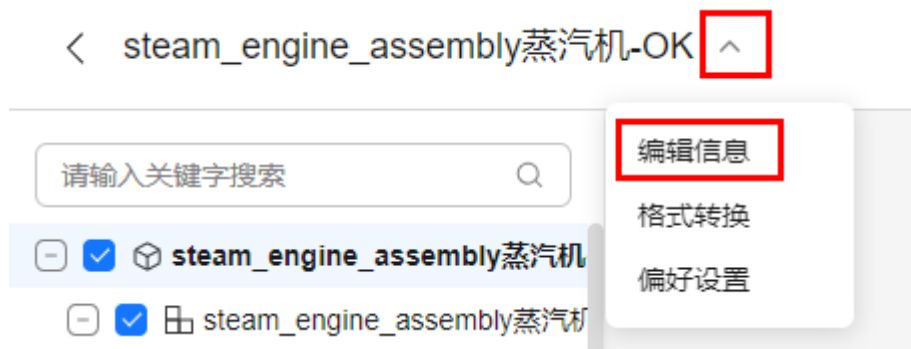 steam_engine_assembly蒸汽机-OK
编辑信息
请输入关键字搜索
格式转换
steam_engine_assembly蒸汽机
偏好设置
steam_engine_assembly蒸汽机